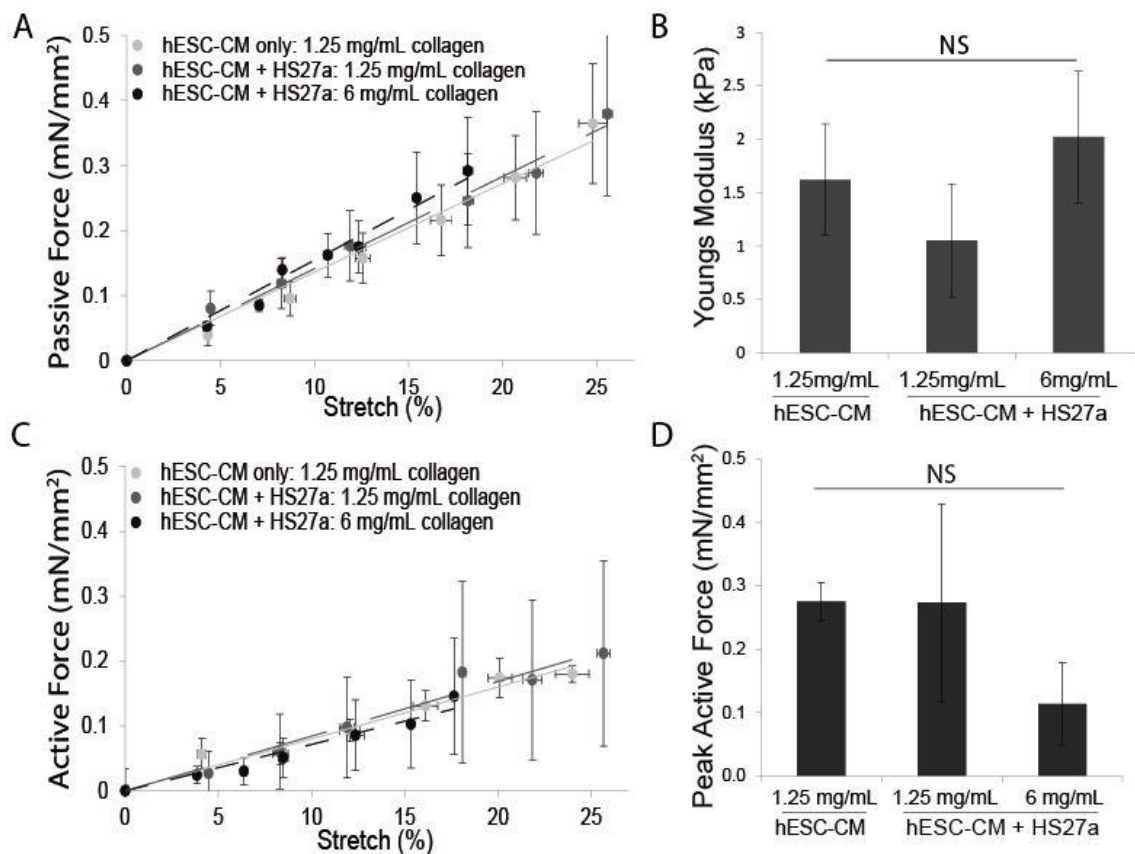 A
0.5
0.4
0.3
0.2
0.1
0
Passive Force (mN/mm²)
hESC-CM only: 1.25 mg/mL collagen
hESC-CM + HS27a: 1.25 mg/mL collagen
hESC-CM + HS27a: 6 mg/mL collagen
0 5 10 15 20 25
Stretch (%)
B
3
2.5
2
1.5
1
0.5
0
Youngs Modulus (kPa)
NS
1.25mg/mL 1.25mg/mL 6mg/mL
hESC-CM hESC-CM + HS27a
C
0.5
0.4
0.3
0.2
0.1
0
Active Force (mN/mm²)
hESC-CM only: 1.25 mg/mL collagen
hESC-CM + HS27a: 1.25 mg/mL collagen
hESC-CM + HS27a: 6 mg/mL collagen
0 5 10 15 20 25
Stretch (%)
D
0.5
0.4
0.3
0.2
0.1
0.0
Peak Active Force (mN/mm²)
NS
1.25 mg/mL 1.25 mg/mL 6 mg/mL
hESC-CM hESC-CM + HS27a